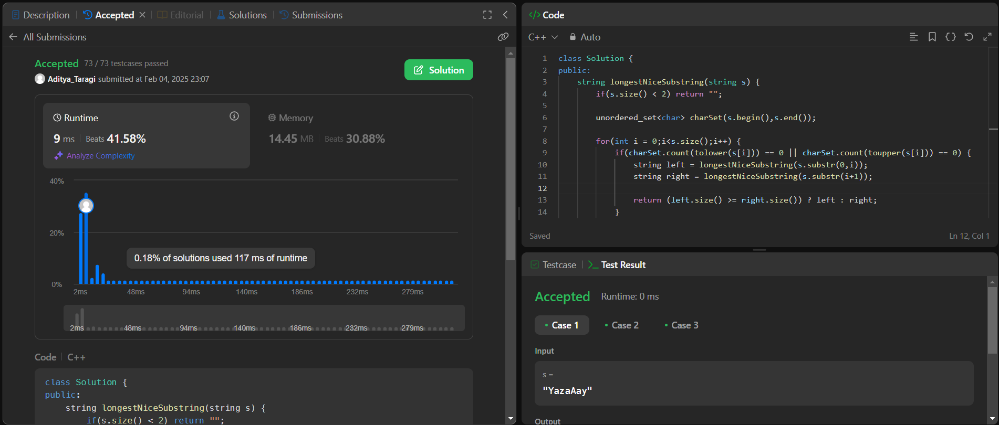 Description
Accepted
Editorial
Solutions
Submissions
All Submissions
Accepted 73 / 73 testcases passed
Aditya_Taragi submitted at Feb 04, 2025 23:07
Solution
Runtime
9 ms Beats 41.58%
Analyze Complexity
Memory
14.45 MB Beats 30.88%
40%
20%
0%
0.18% of solutions used 117 ms of runtime
2ms 48ms 94ms 140ms 186ms 232ms 279ms
2ms 48ms 94ms 140ms 186ms 232ms 279ms
Code C++
class Solution {
public:
    string longestNiceSubstring(string s) {
        if(s.size() < 2) return "";
</> Code
C++ Auto
1 class Solution {
2 public:
3     string longestNiceSubstring(string s) {
4         if(s.size() < 2) return "";
5
6         unordered_set<char> charSet(s.begin(),s.end());
7
8         for(int i = 0;i<s.size();i++) {
9             if(charSet.count(tolower(s[i])) == 0 || charSet.count(toupper(s[i])) == 0) {
10                 string left = longestNiceSubstring(s.substr(0,i));
11                 string right = longestNiceSubstring(s.substr(i+1));
12
13                 return (left.size() >= right.size()) ? left : right;
14             }
Saved
Ln 12, Col 1
Testcase
Test Result
Accepted Runtime: 0 ms
Case 1
Case 2
Case 3
Input
s =
"YazaAay"
Output